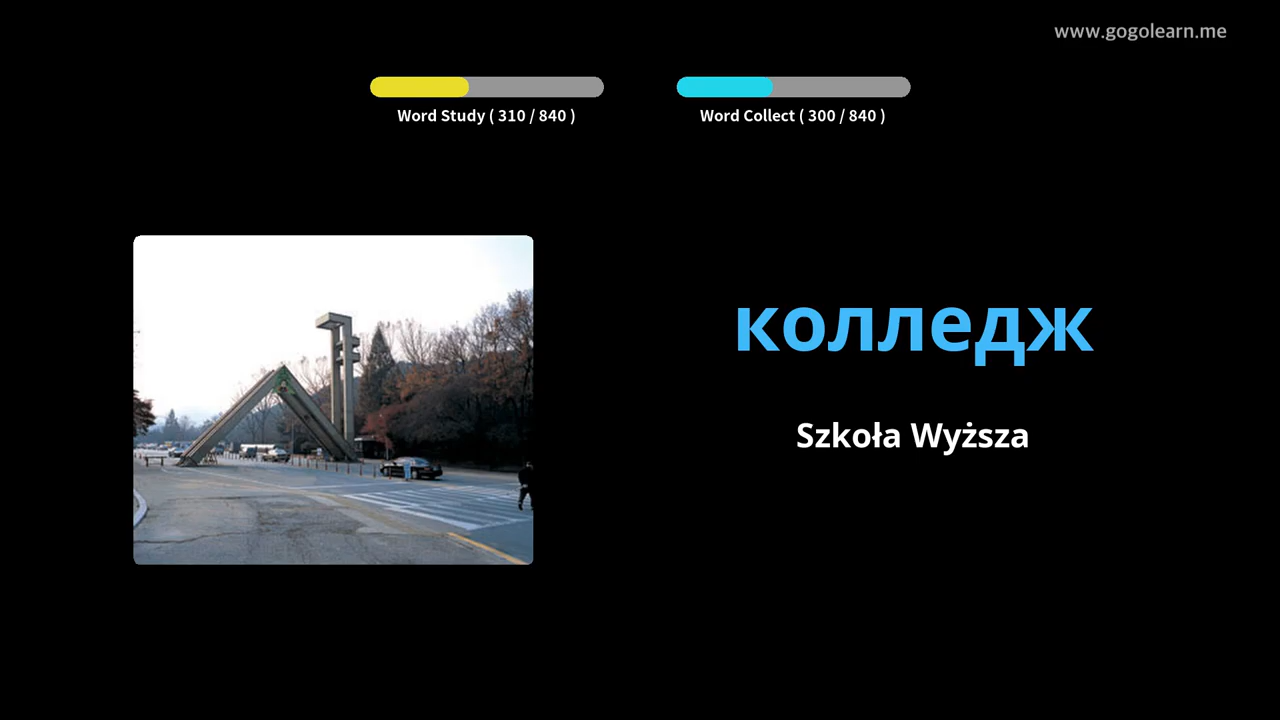 www.gogolearn.me
Word Study ( 310 / 840 )
Word Collect ( 300 / 840 )
колледж
Szkoła Wyższa